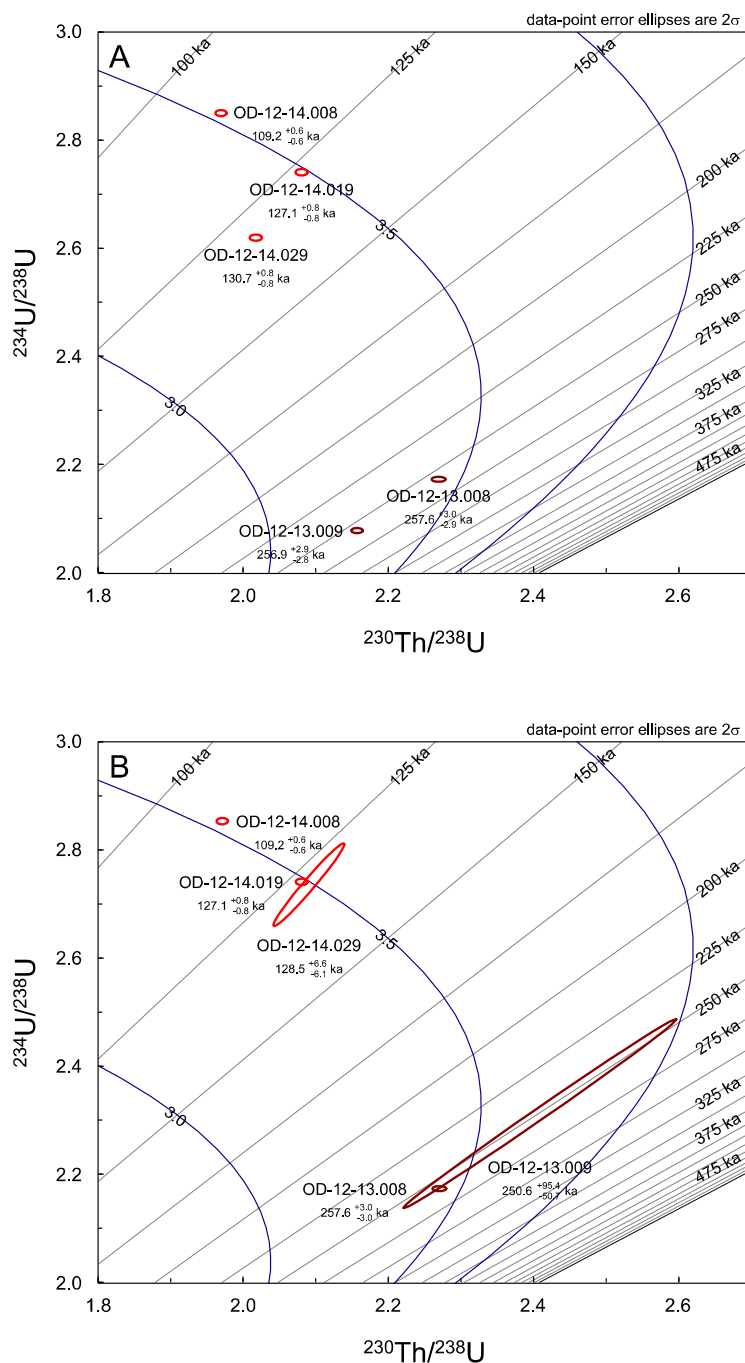 data-point error ellipses are 2σ
3.0
A
100 ka
125 ka
150 ka
OD-12-14.008
109.2 +0.6 -0.6 ka
2.8
OD-12-14.019
127.1 +0.8 -0.8 ka
200 ka
3.5
2.6
OD-12-14.029
130.7 +0.8 -0.8 ka
225 ka
250 ka
234U/238U
275 ka
2.4
325 ka
3.0
375 ka
2.2
475 ka
OD-12-13.008
257.6 +3.0 -2.9 ka
OD-12-13.009
256.9 +2.9 -2.8 ka
2.0
1.8 2.0 2.2 2.4 2.6
230Th/238U
data-point error ellipses are 2σ
3.0
B
100 ka
125 ka
150 ka
OD-12-14.008
109.2 +0.6 -0.6 ka
2.8
OD-12-14.019
127.1 +0.8 -0.8 ka
200 ka
3.5
OD-12-14.029
128.5 +6.6 -6.1 ka
2.6
225 ka
250 ka
234U/238U
275 ka
2.4
325 ka
3.0
375 ka
2.2
475 ka
OD-12-13.009
250.6 +95.4 -50.7 ka
OD-12-13.008
257.6 +3.0 -3.0 ka
2.0
1.8 2.0 2.2 2.4 2.6
230Th/238U